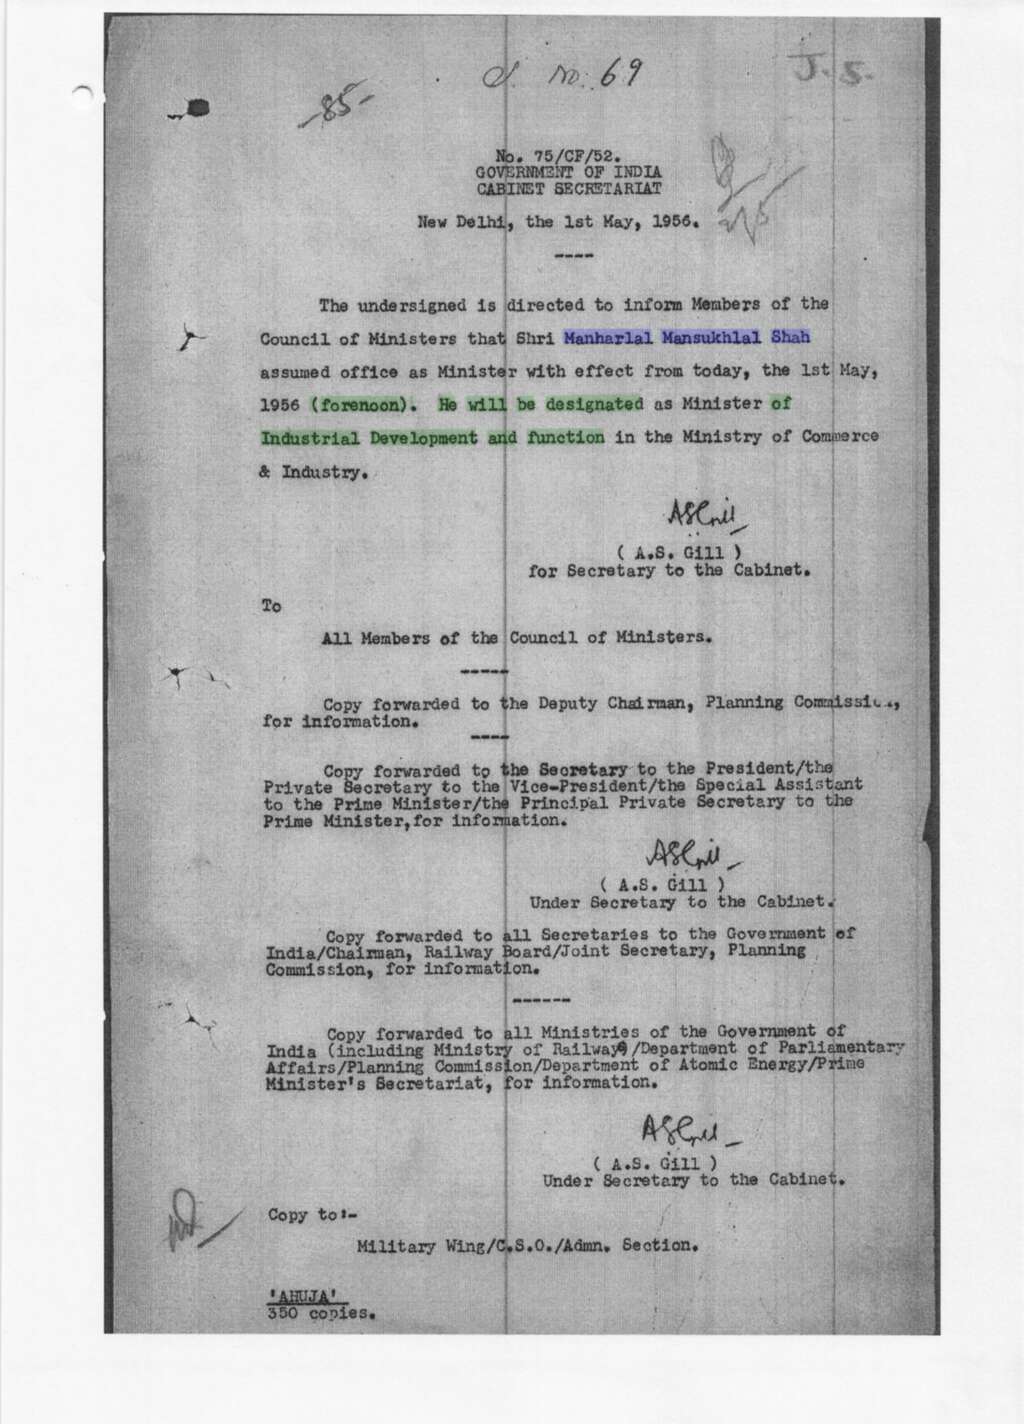 S. No. 69
J.S.
-85-
No. 75/CF/52.
GOVERNMENT OF INDIA
CABINET SECRETARIAT
New Delhi, the 1st May, 1956.
----
The undersigned is directed to inform Members of the
Council of Ministers that Shri Manharlal Mansukhlal Shah
assumed office as Minister with effect from today, the 1st May,
1956 (forenoon). He will be designated as Minister of
Industrial Development and function in the Ministry of Commerce
& Industry.
ASGill
( A.S. Gill )
for Secretary to the Cabinet.
To
All Members of the Council of Ministers.
-----
Copy forwarded to the Deputy Chairman, Planning Commission,
for information.
----
Copy forwarded to the Secretary to the President/the
Private Secretary to the Vice-President/the Special Assistant
to the Prime Minister/the Principal Private Secretary to the
Prime Minister,for information.
ASGill
( A.S. Gill )
Under Secretary to the Cabinet.
Copy forwarded to all Secretaries to the Government of
India/Chairman, Railway Board/Joint Secretary, Planning
Commission, for information.
------
Copy forwarded to all Ministries of the Government of
India (including Ministry of Railways)/Department of Parliamentary
Affairs/Planning Commission/Department of Atomic Energy/Prime
Minister's Secretariat, for information.
ASGill
( A.S. Gill )
Under Secretary to the Cabinet.
Copy to:-
Military Wing/C.S.O./Admn. Section.
'AHUJA'
350 copies.